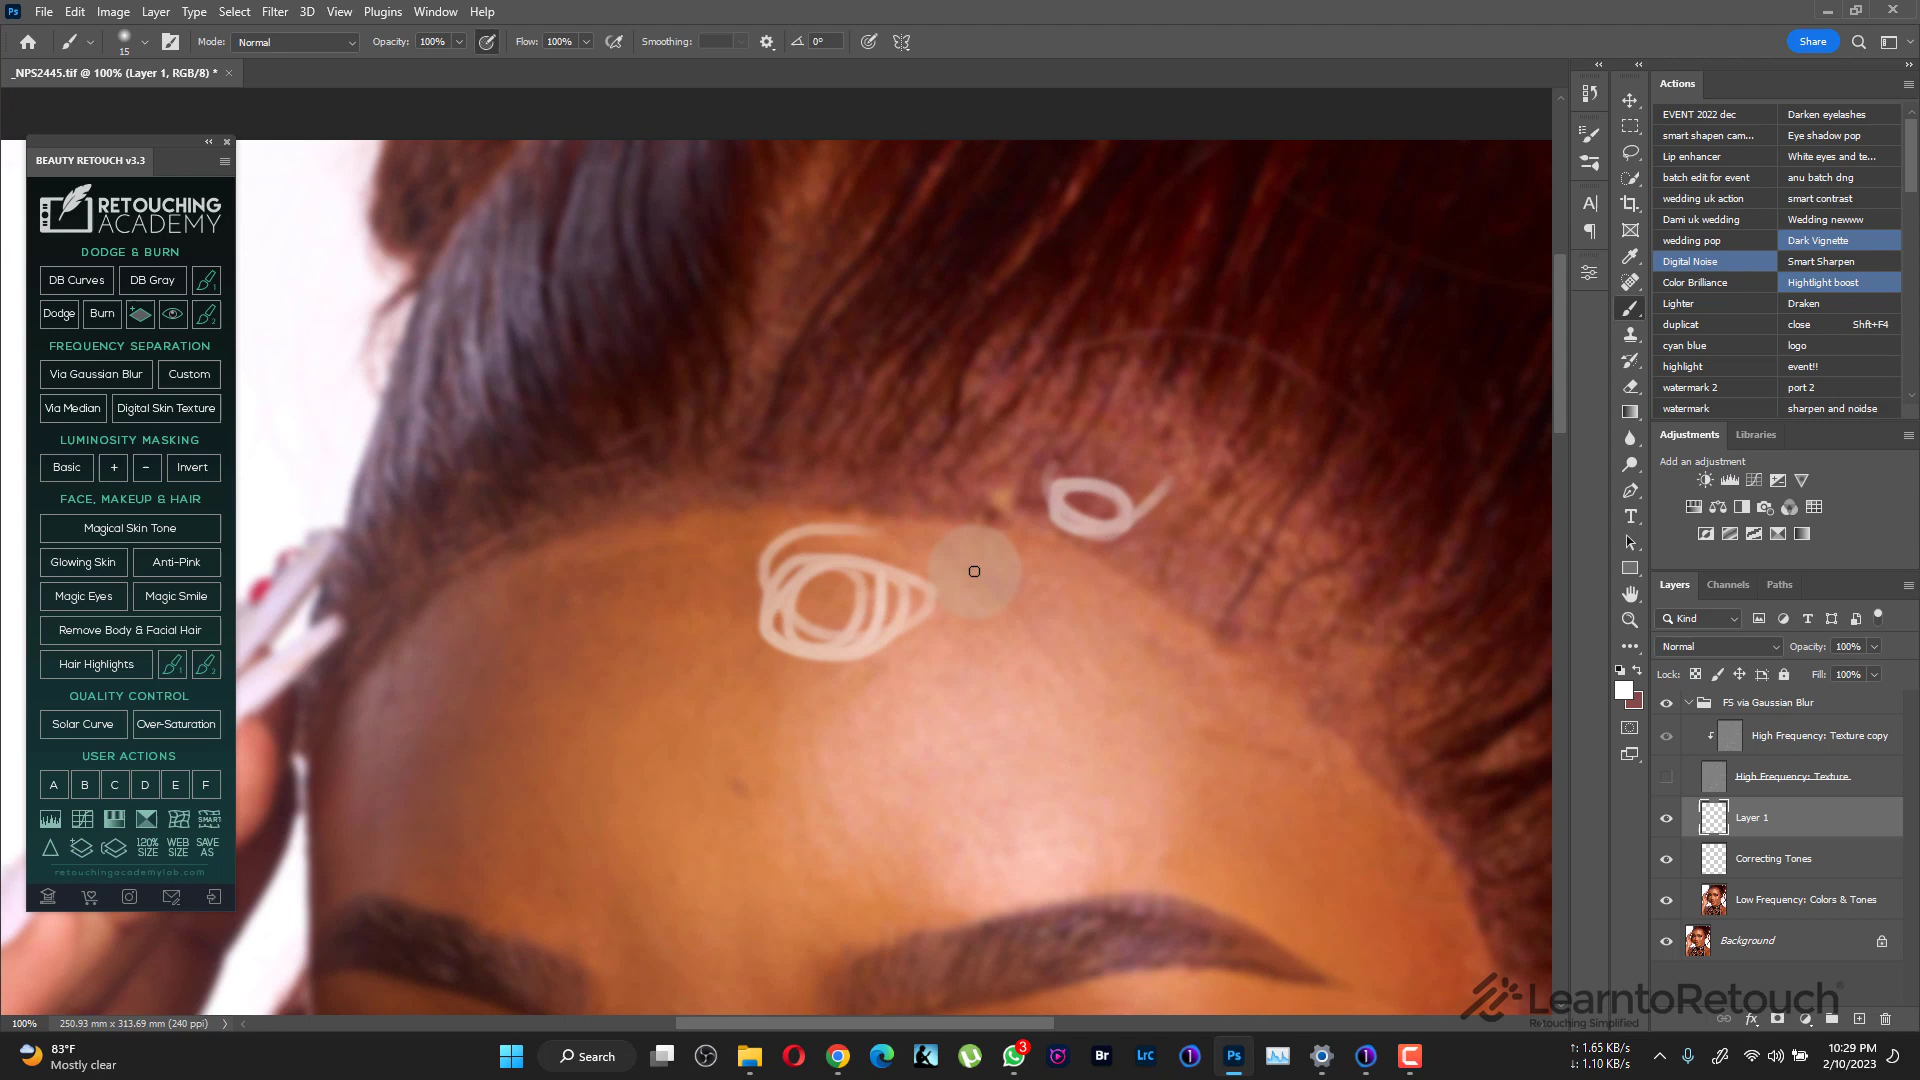 Ps File Edit Image Layer Type Select Filter 3D View Plugins Window Help
15 Mode: Normal Opacity: 100% Flow: 100% Smoothing: 0° Share
_NPS2445.tif @ 100% (Layer 1, RGB/8) *
BEAUTY RETOUCH v3.3
RETOUCHING
ACADEMY
DODGE & BURN
DB Curves DB Gray 1
Dodge Burn 2
FREQUENCY SEPARATION
Via Gaussian Blur Custom
Via Median Digital Skin Texture
LUMINOSITY MASKING
Basic + − Invert
FACE, MAKEUP & HAIR
Magical Skin Tone
Glowing Skin Anti-Pink
Magic Eyes Magic Smile
Remove Body & Facial Hair
Hair Highlights 1 2
QUALITY CONTROL
Solar Curve Over-Saturation
USER ACTIONS
A B C D E F
SMART
120% SIZE WEB SIZE SAVE AS
retouchingacademylab.com
Actions
EVENT 2022 dec Darken eyelashes
smart shapen cam... Eye shadow pop
Lip enhancer White eyes and te...
batch edit for event anu batch dng
wedding uk action smart contrast
Dami uk wedding Wedding newww
wedding pop Dark Vignette
Digital Noise Smart Sharpen
Color Brilliance Hightlight boost
Lighter Draken
duplicat close Shft+F4
cyan blue logo
highlight event!!
watermark 2 port 2
watermark sharpen and noidse
Adjustments Libraries
Add an adjustment
Layers Channels Paths
Kind
Normal Opacity: 100%
Lock: Fill: 100%
FS via Gaussian Blur
High Frequency: Texture copy
High Frequency: Texture
Layer 1
Correcting Tones
Low Frequency: Colors & Tones
Background
LearntoRetouch
Retouching Simplified
100% 250.93 mm x 313.69 mm (240 ppi)
83°F
Mostly clear
Search
3
Br
Lrc
Ps
↑: 1.65 KB/s
↓: 1.10 KB/s
10:29 PM
2/10/2023